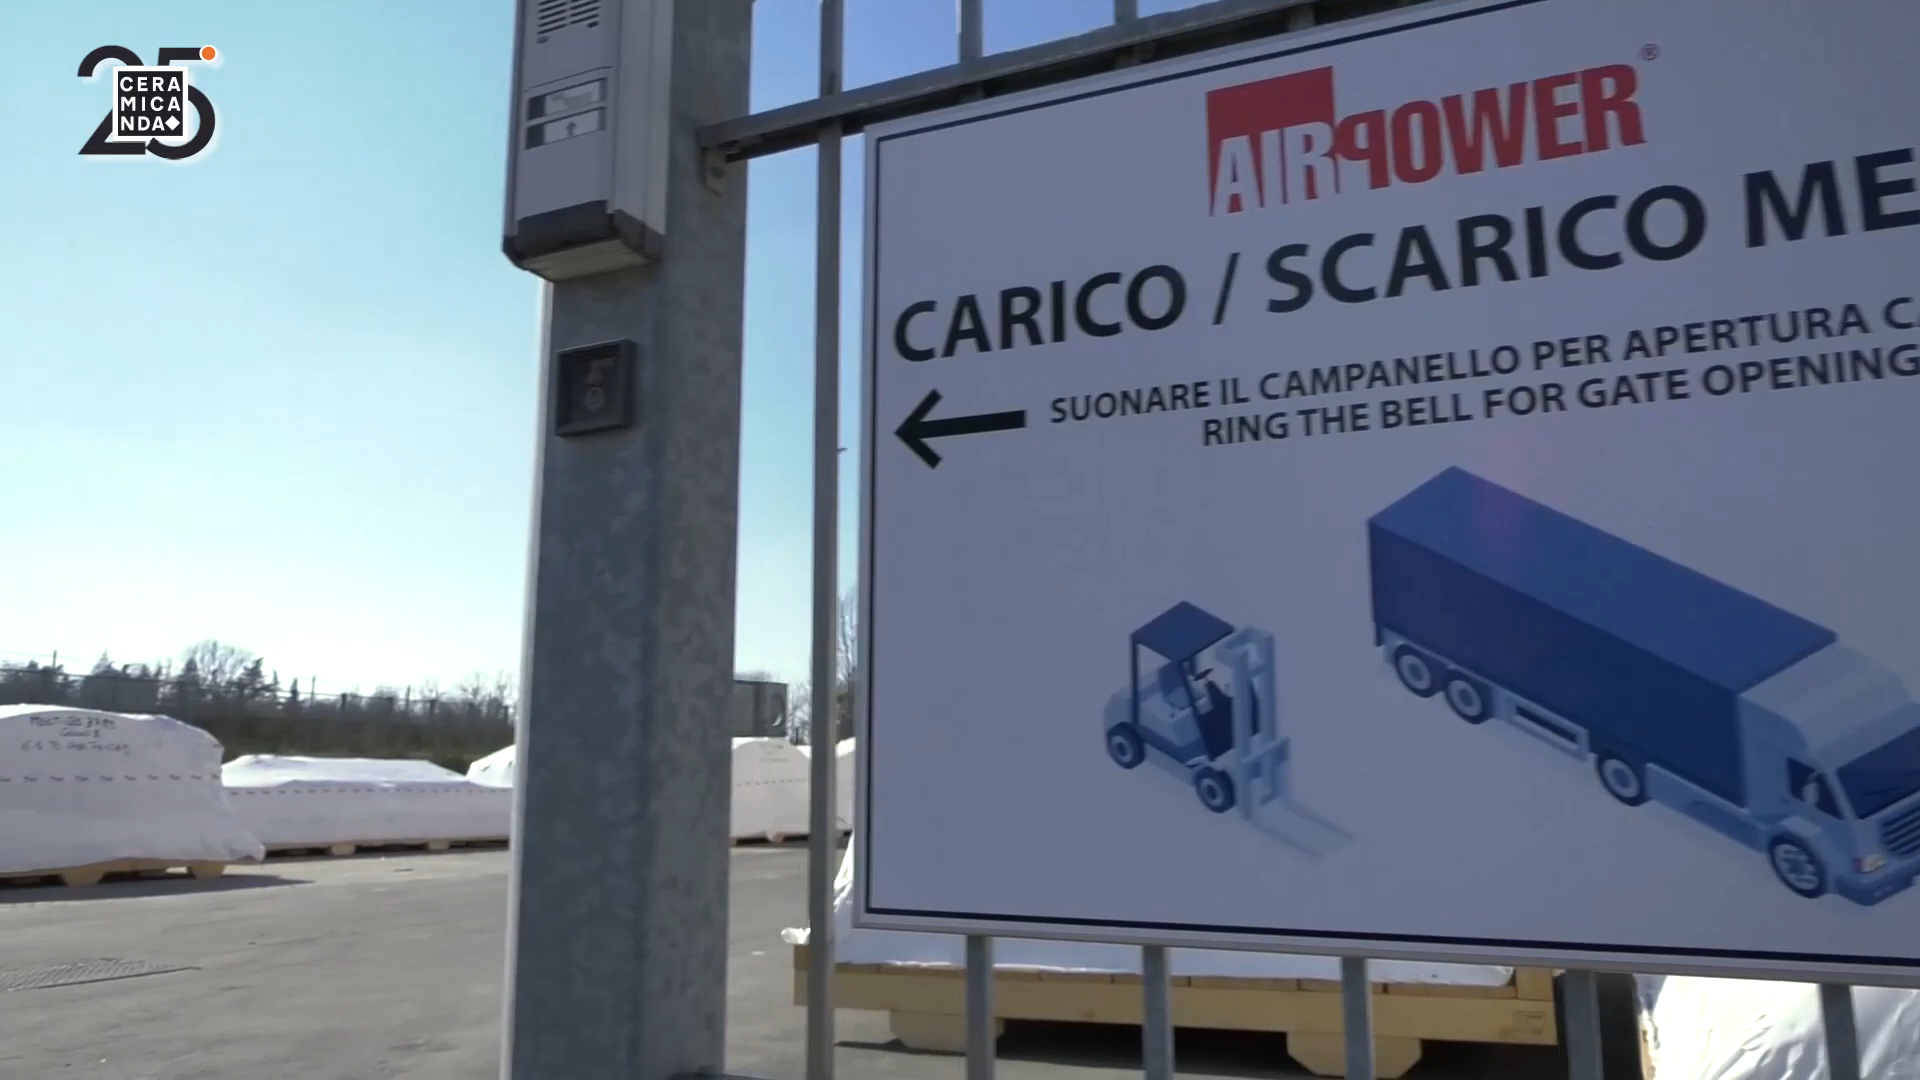 25
CERA
MICA
NDA
AIRPOWER®
CARICO / SCARICO ME
SUONARE IL CAMPANELLO PER APERTURA CA
RING THE BELL FOR GATE OPENING